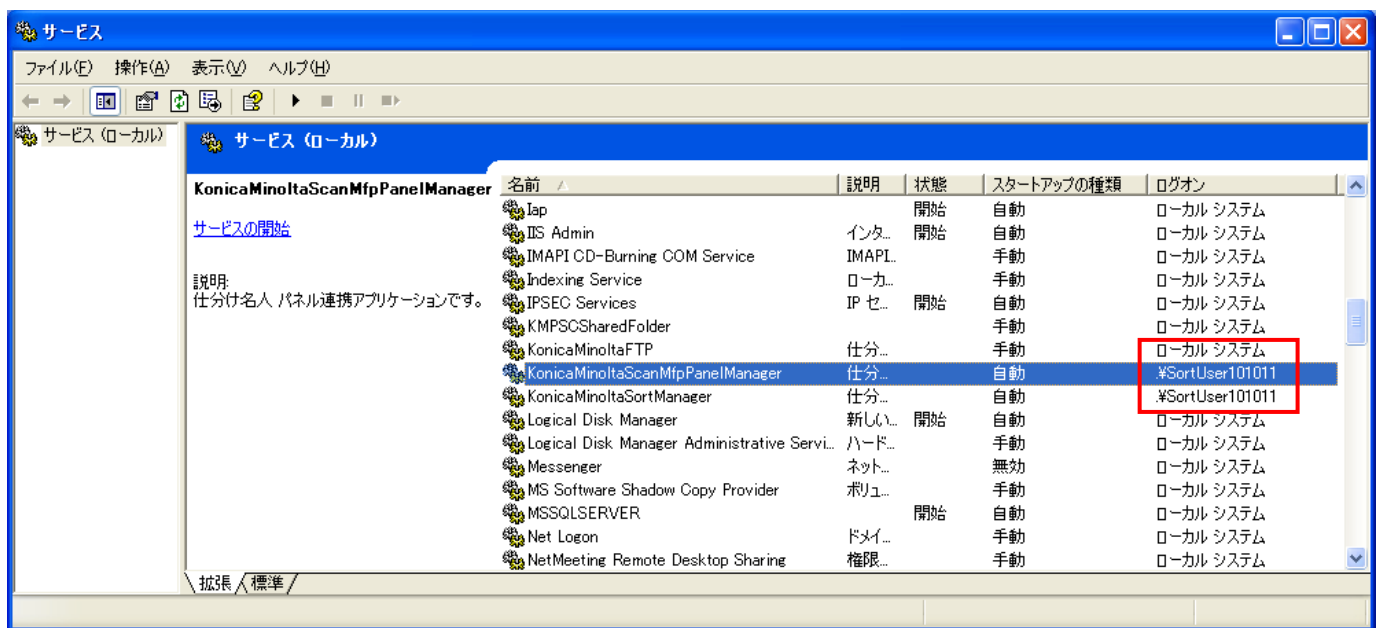 サービス
ファイル(F) 操作(A) 表示(V) ヘルプ(H)
サービス (ローカル)
サービス (ローカル)
KonicaMinoltaScanMfpPanelManager
サービスの開始
説明:
仕分け名人 パネル連携アプリケーションです。
名前 説明 状態 スタートアップの種類 ログオン
Iap 開始 自動 ローカル システム
IIS Admin インタ... 開始 自動 ローカル システム
IMAPI CD-Burning COM Service IMAPI... 手動 ローカル システム
Indexing Service ローカ... 手動 ローカル システム
IPSEC Services IP セ... 開始 自動 ローカル システム
KMPSCSharedFolder 手動 ローカル システム
KonicaMinoltaFTP 仕分... 手動 ローカル システム
KonicaMinoltaScanMfpPanelManager 仕分... 自動 .¥SortUser101011
KonicaMinoltaSortManager 仕分... 自動 .¥SortUser101011
Logical Disk Manager 新しい... 開始 自動 ローカル システム
Logical Disk Manager Administrative Servi... ハード... 手動 ローカル システム
Messenger ネット... 無効 ローカル システム
MS Software Shadow Copy Provider ボリュ... 手動 ローカル システム
MSSQLSERVER 開始 自動 ローカル システム
Net Logon ドメイ... 手動 ローカル システム
NetMeeting Remote Desktop Sharing 権限... 手動 ローカル システム
拡張 標準